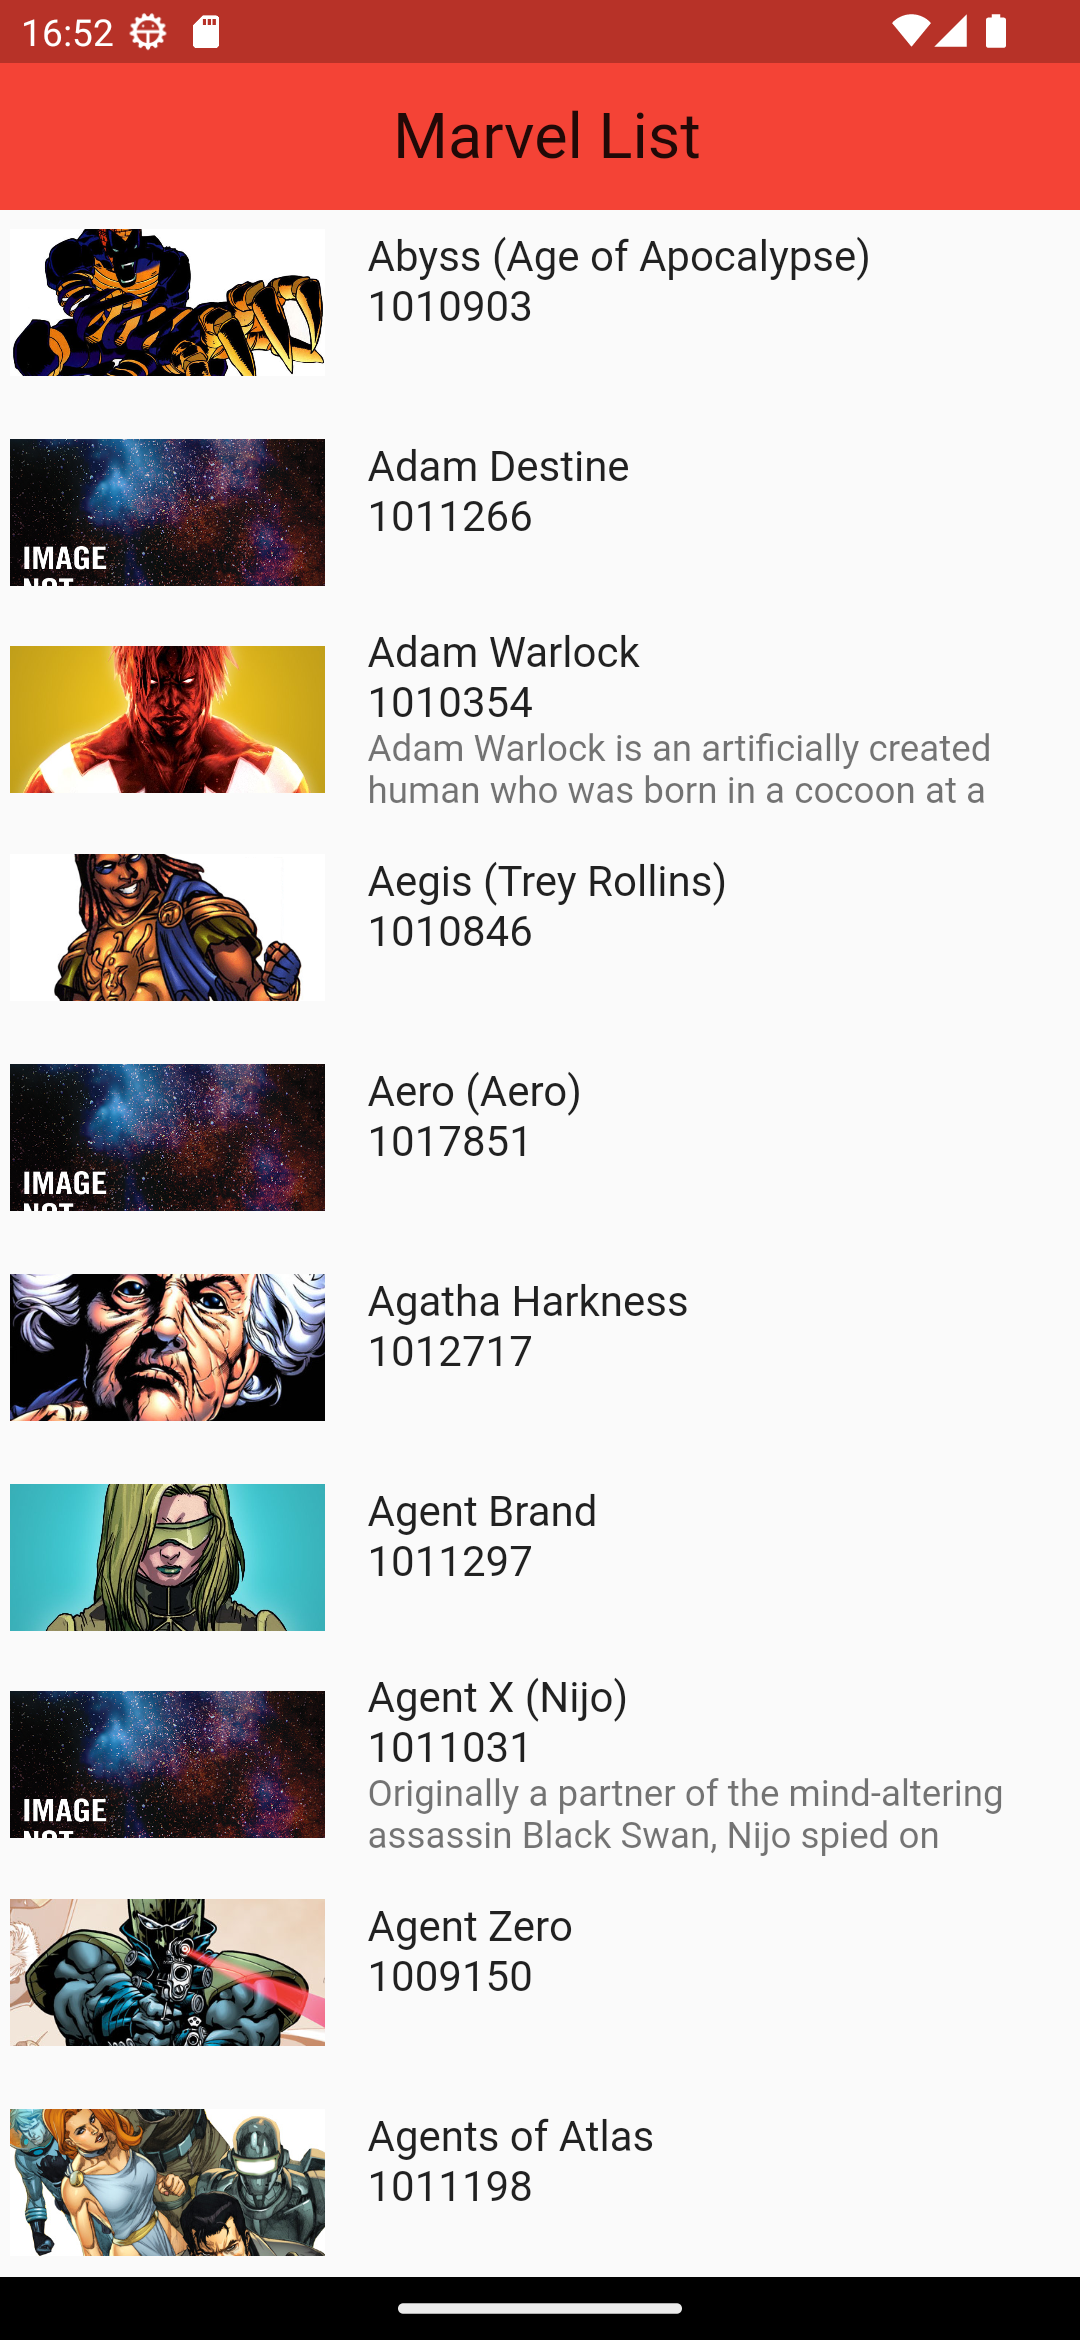 16:52
Marvel List
Abyss (Age of Apocalypse)
1010903
Adam Destine
1011266
IMAGE
NOT
Adam Warlock
1010354
Adam Warlock is an artificially created
human who was born in a cocoon at a
Aegis (Trey Rollins)
1010846
Aero (Aero)
1017851
IMAGE
NOT
Agatha Harkness
1012717
Agent Brand
1011297
Agent X (Nijo)
1011031
Originally a partner of the mind-altering
assassin Black Swan, Nijo spied on
IMAGE
NOT
Agent Zero
1009150
Agents of Atlas
1011198